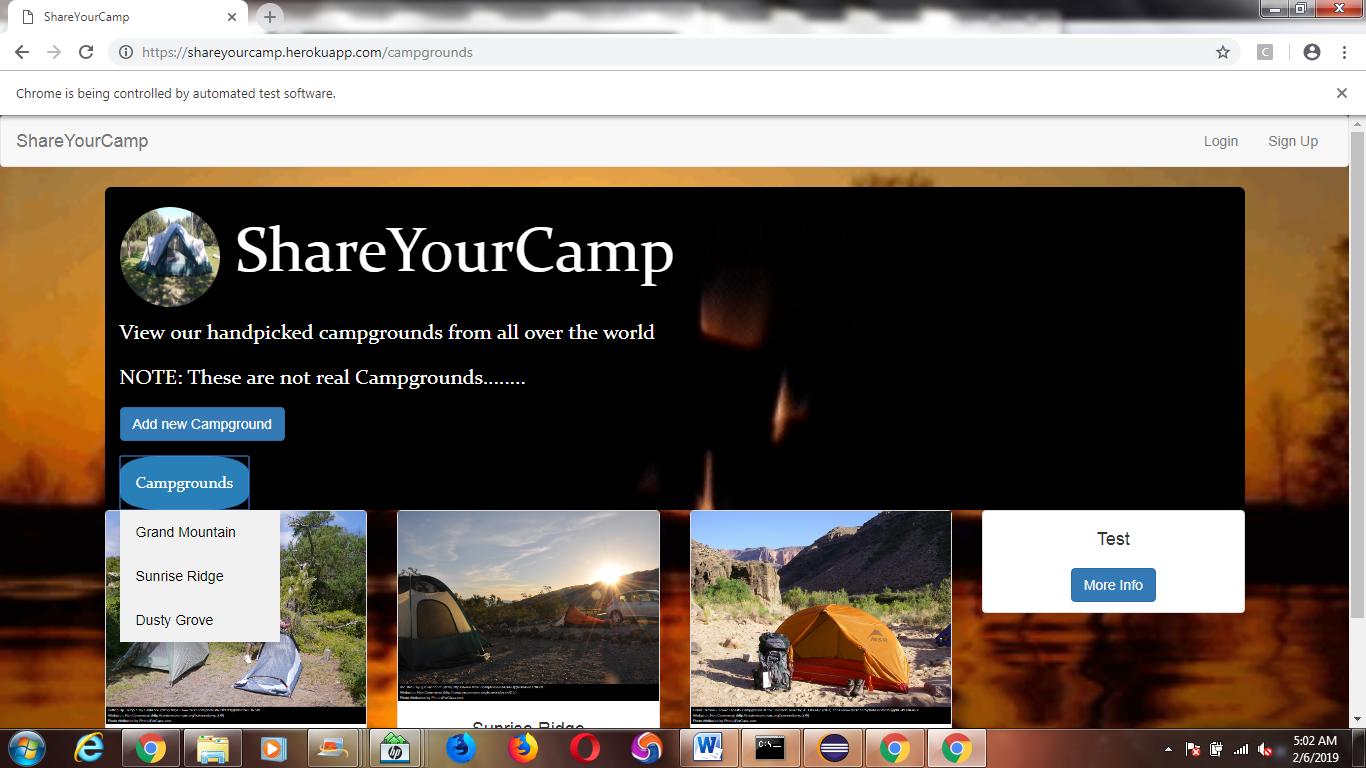 ShareYourCamp
https://shareyourcamp.herokuapp.com/campgrounds
C
Chrome is being controlled by automated test software.
ShareYourCamp
Login
Sign Up
ShareYourCamp
View our handpicked campgrounds from all over the world
NOTE: These are not real Campgrounds........
Add new Campground
Campgrounds
Grand Mountain
Sunrise Ridge
Dusty Grove
Test
More Info
Sunrise Ridge
5:02 AM
2/6/2019